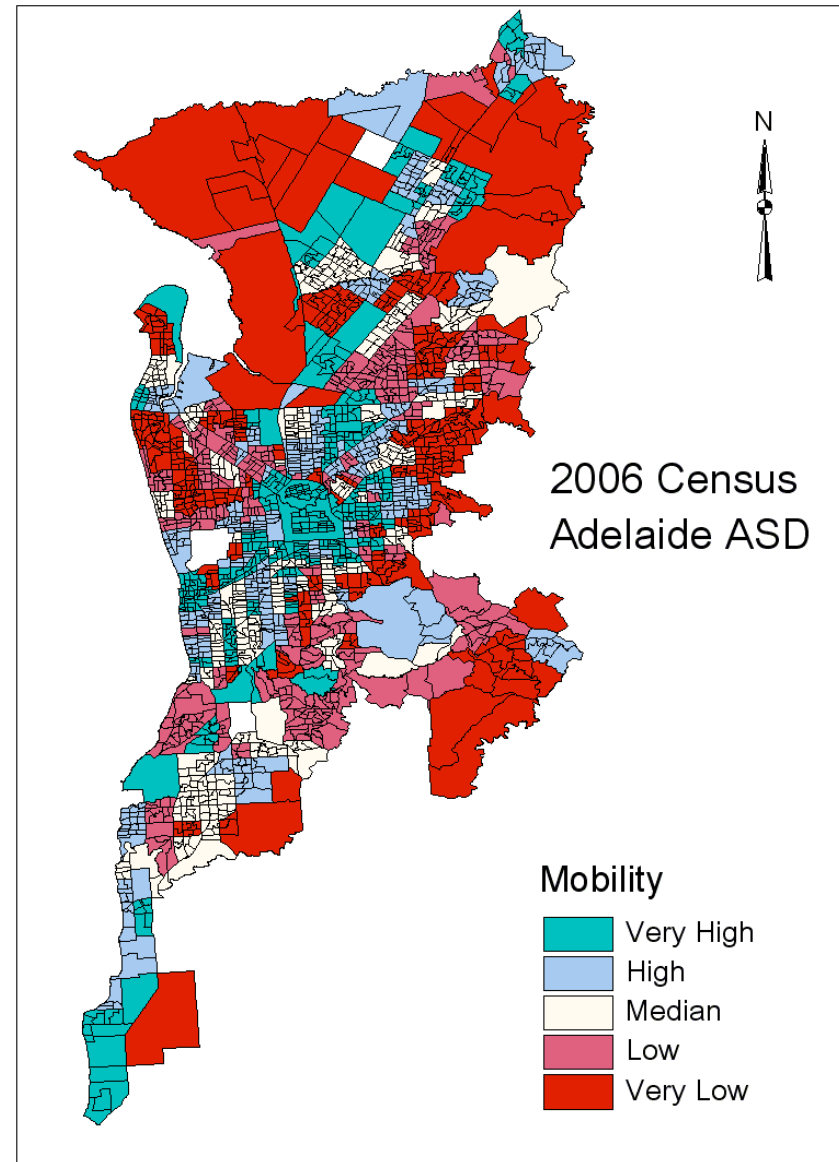 N
2006 Census
Adelaide ASD
Mobility
Very High
High
Median
Low
Very Low